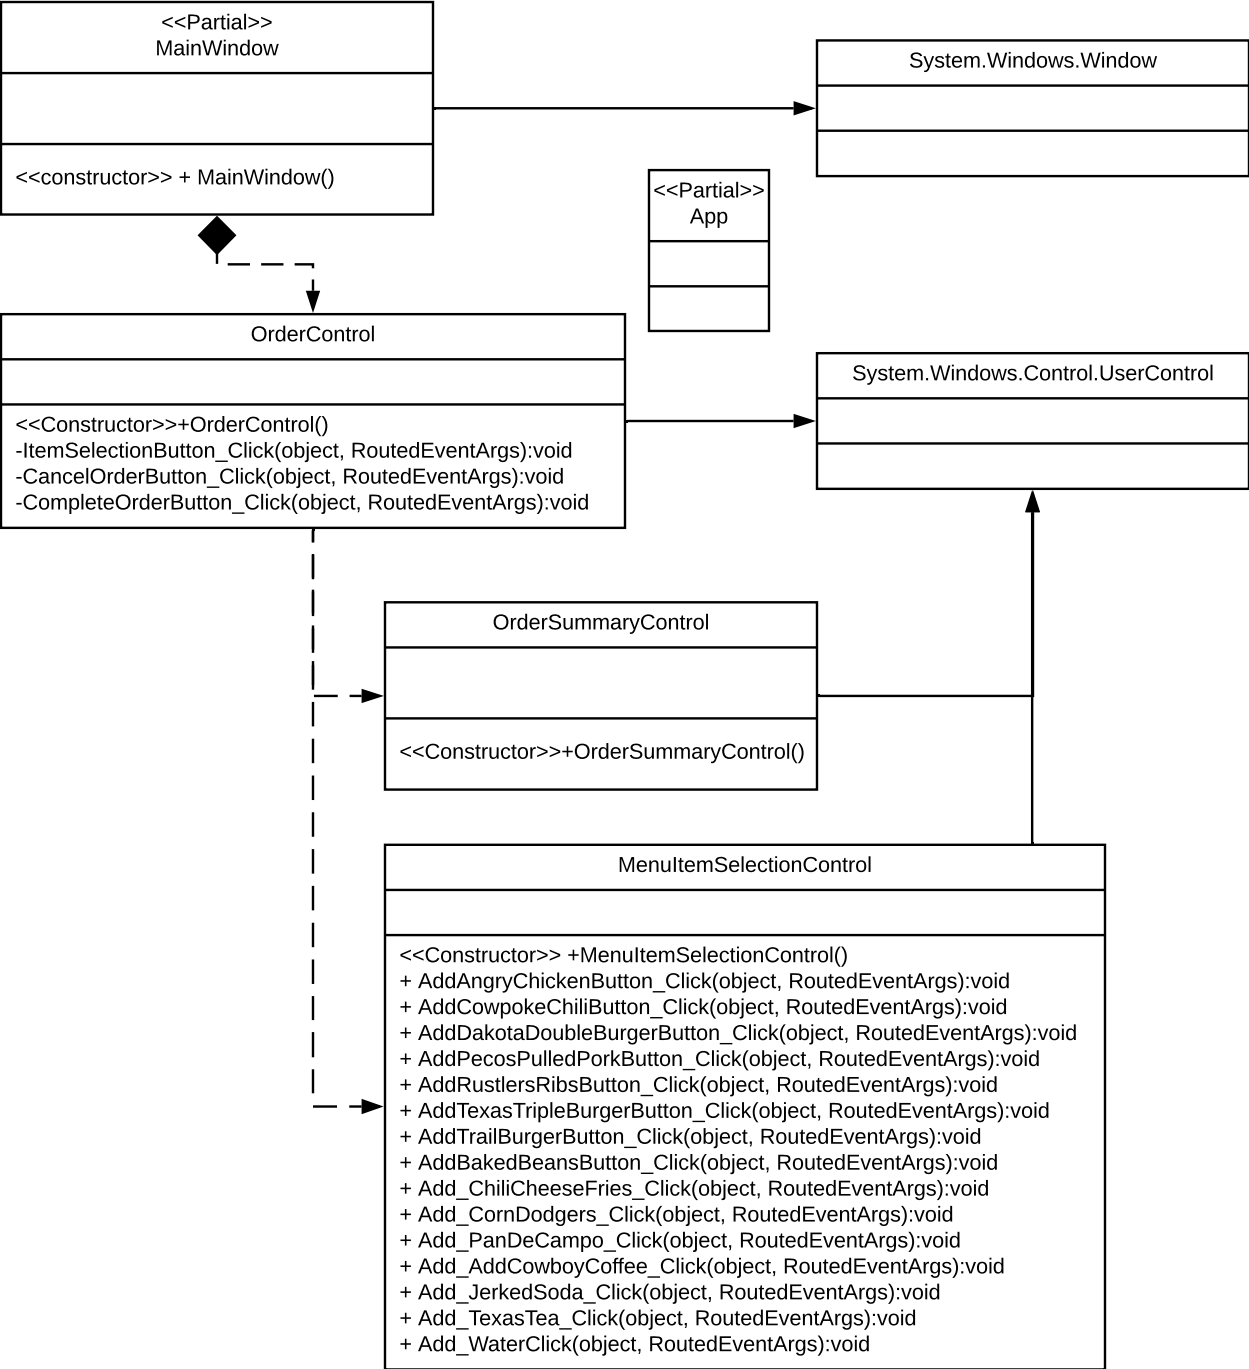 <<Partial>>
MainWindow
<<constructor>> + MainWindow()
System.Windows.Window
<<Partial>>
App
OrderControl
<<Constructor>>+OrderControl()
-ItemSelectionButton_Click(object, RoutedEventArgs):void
-CancelOrderButton_Click(object, RoutedEventArgs):void
-CompleteOrderButton_Click(object, RoutedEventArgs):void
System.Windows.Control.UserControl
OrderSummaryControl
<<Constructor>>+OrderSummaryControl()
MenuItemSelectionControl
<<Constructor>> +MenuItemSelectionControl()
+ AddAngryChickenButton_Click(object, RoutedEventArgs):void
+ AddCowpokeChiliButton_Click(object, RoutedEventArgs):void
+ AddDakotaDoubleBurgerButton_Click(object, RoutedEventArgs):void
+ AddPecosPulledPorkButton_Click(object, RoutedEventArgs):void
+ AddRustlersRibsButton_Click(object, RoutedEventArgs):void
+ AddTexasTripleBurgerButton_Click(object, RoutedEventArgs):void
+ AddTrailBurgerButton_Click(object, RoutedEventArgs):void
+ AddBakedBeansButton_Click(object, RoutedEventArgs):void
+ Add_ChiliCheeseFries_Click(object, RoutedEventArgs):void
+ Add_CornDodgers_Click(object, RoutedEventArgs):void
+ Add_PanDeCampo_Click(object, RoutedEventArgs):void
+ Add_AddCowboyCoffee_Click(object, RoutedEventArgs):void
+ Add_JerkedSoda_Click(object, RoutedEventArgs):void
+ Add_TexasTea_Click(object, RoutedEventArgs):void
+ Add_WaterClick(object, RoutedEventArgs):void